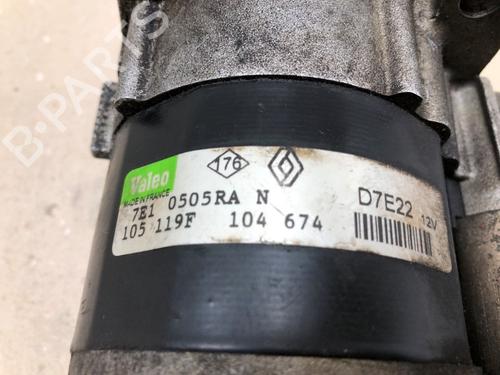 B-PARTS
Valeo
MADE IN FRANCE
176
7E1 0505RA N
105 119F 104 674
D7E22
12V